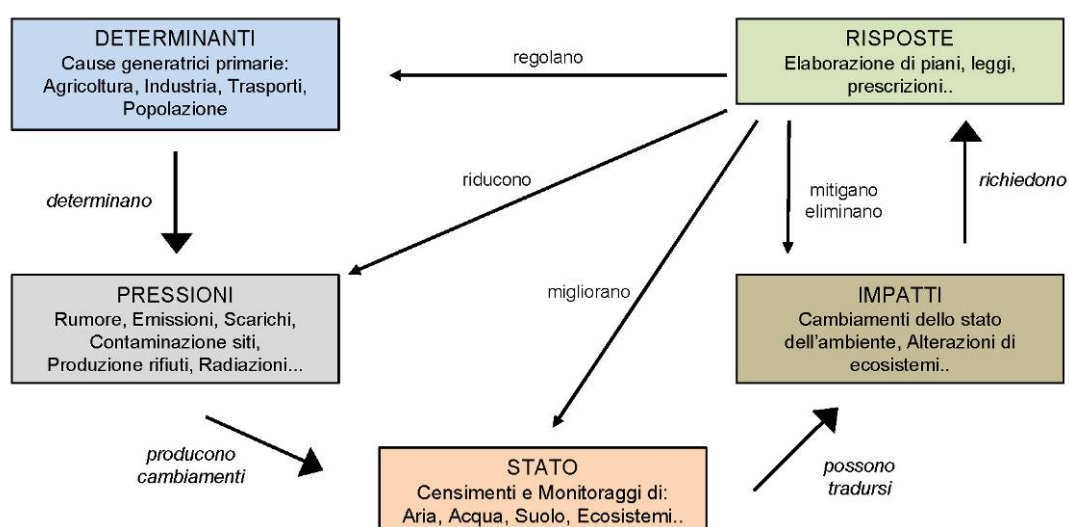 DETERMINANTI
Cause generatrici primarie:
Agricoltura, Industria, Trasporti,
Popolazione
regolano
RISPOSTE
Elaborazione di piani, leggi,
prescrizioni..
determinano
riducono
mitigano
eliminano
richiedono
PRESSIONI
Rumore, Emissioni, Scarichi,
Contaminazione siti,
Produzione rifiuti, Radiazioni...
migliorano
IMPATTI
Cambiamenti dello stato
dell'ambiente, Alterazioni di
ecosistemi..
producono
cambiamenti
STATO
Censimenti e Monitoraggi di:
Aria, Acqua, Suolo, Ecosistemi..
possono
tradursi